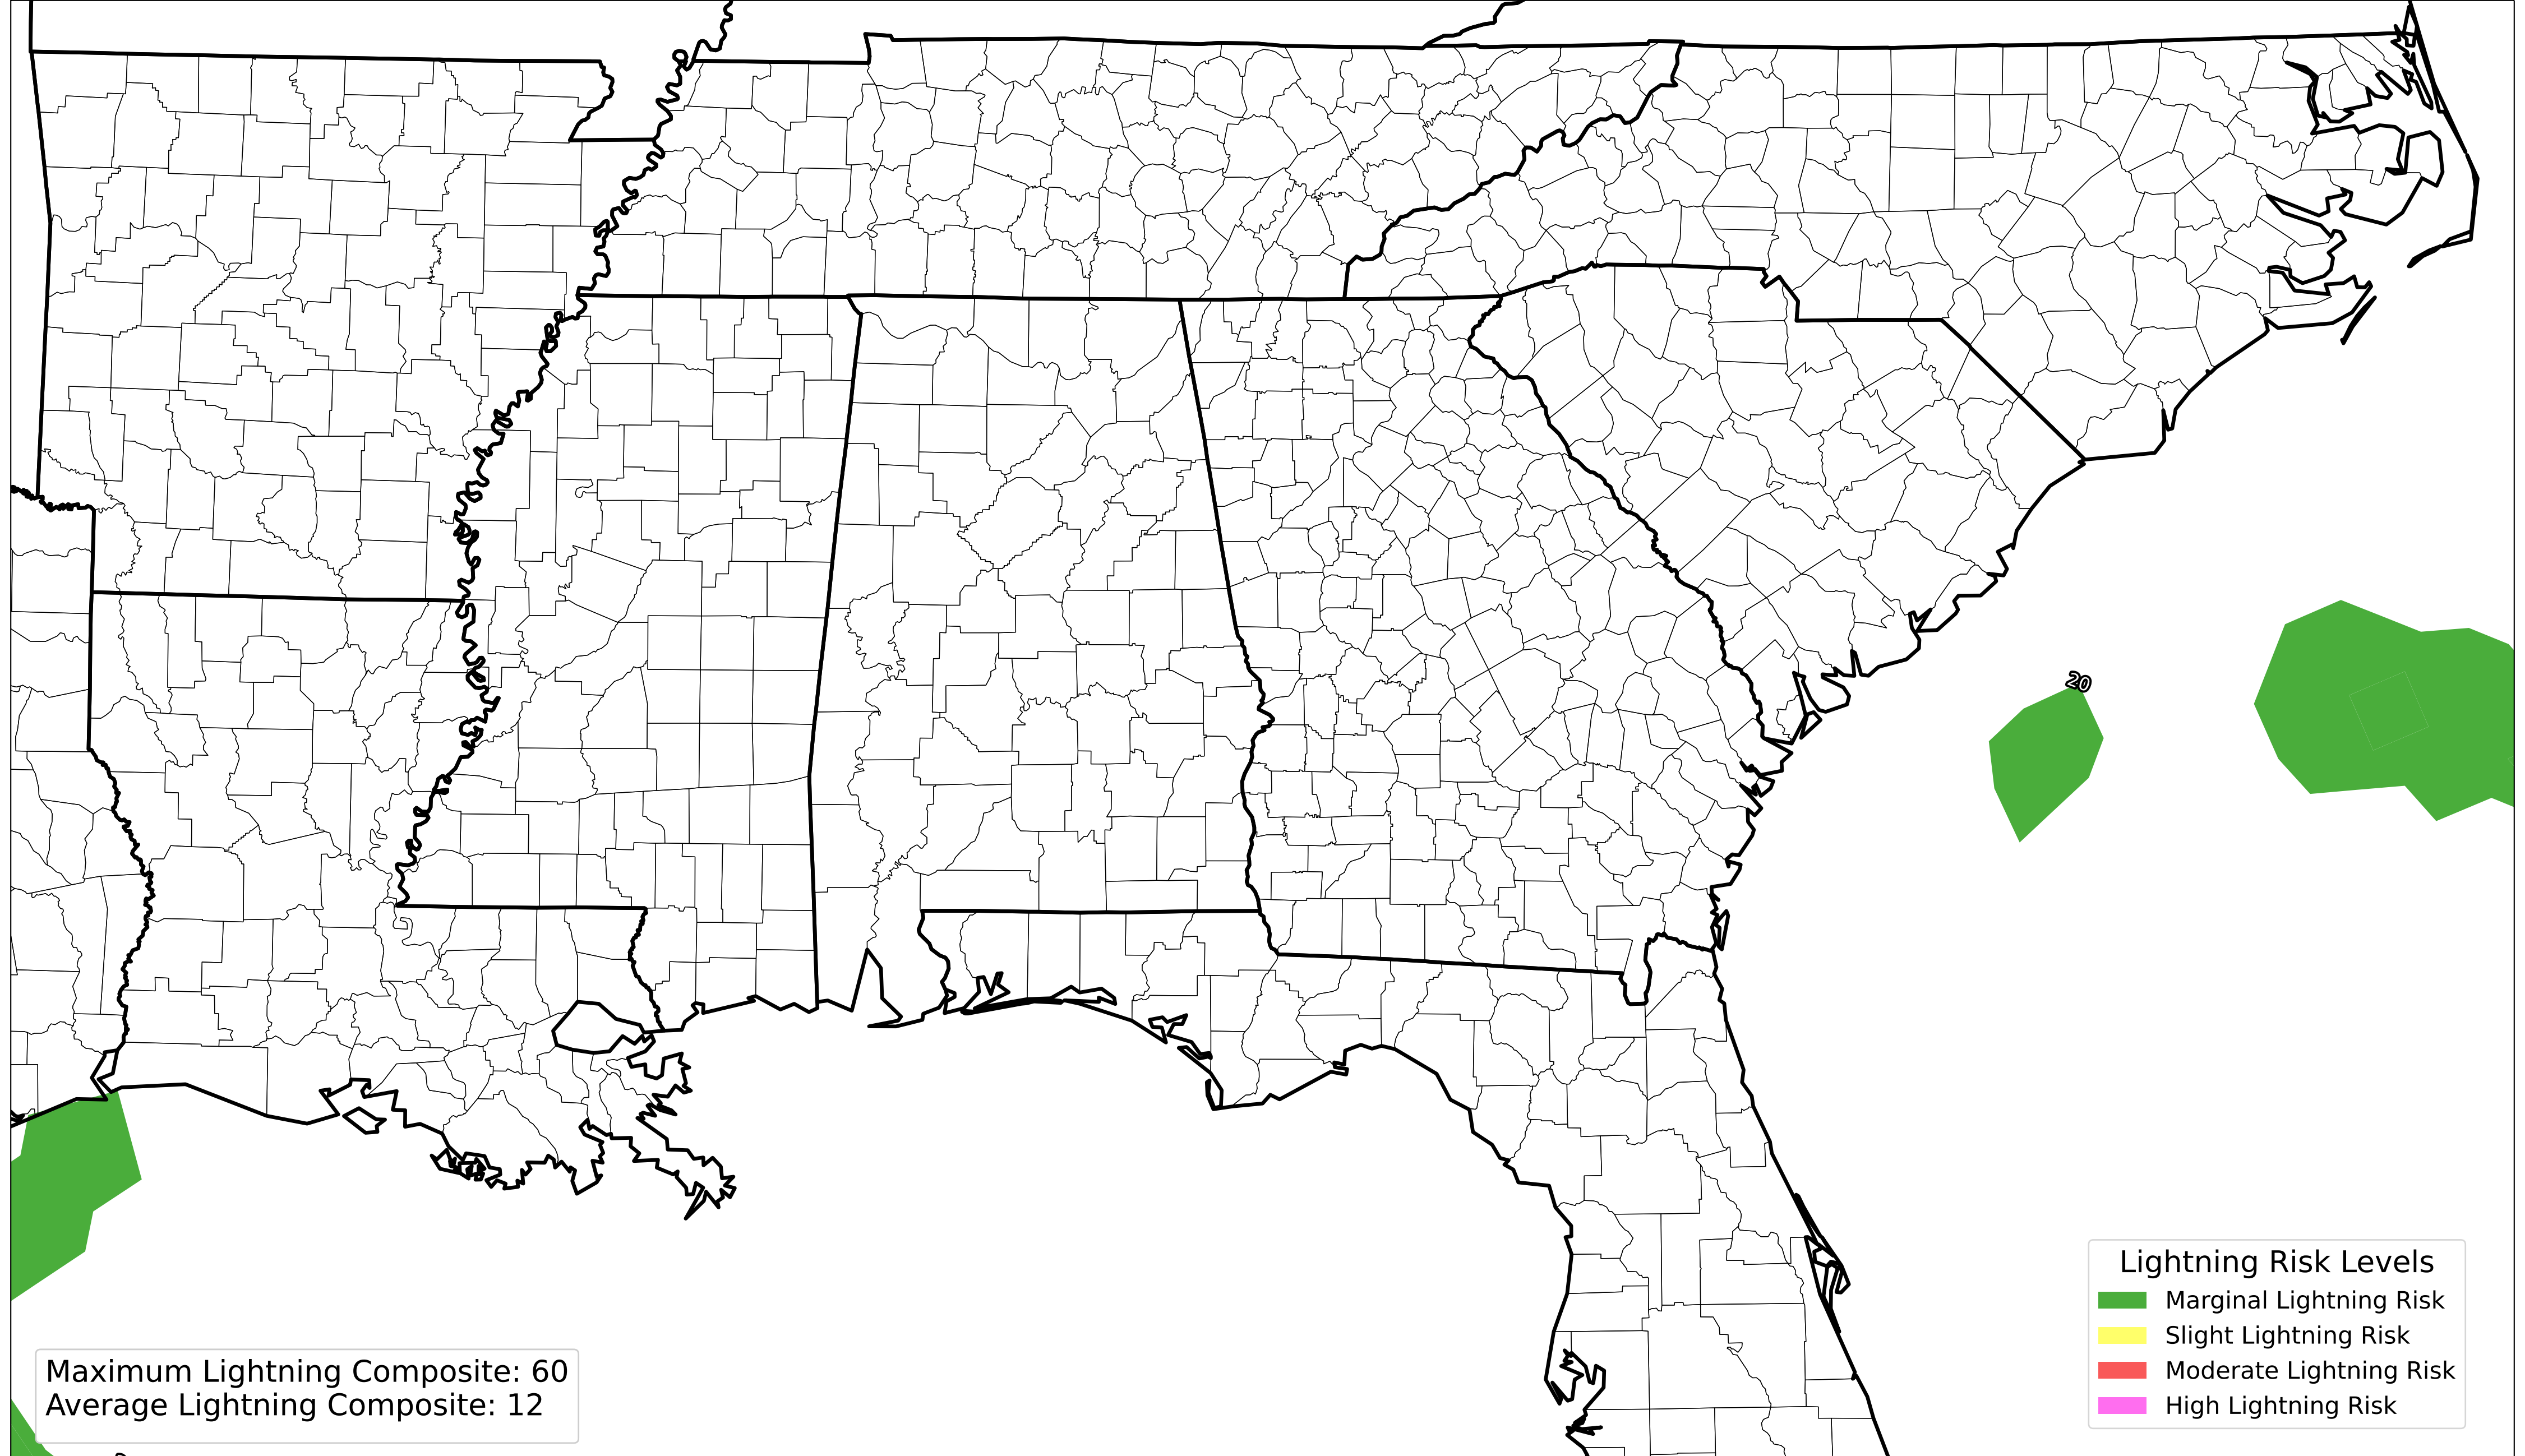 20
Lightning Risk Levels
Marginal Lightning Risk
Slight Lightning Risk
Moderate Lightning Risk
High Lightning Risk
Maximum Lightning Composite: 60
Average Lightning Composite: 12